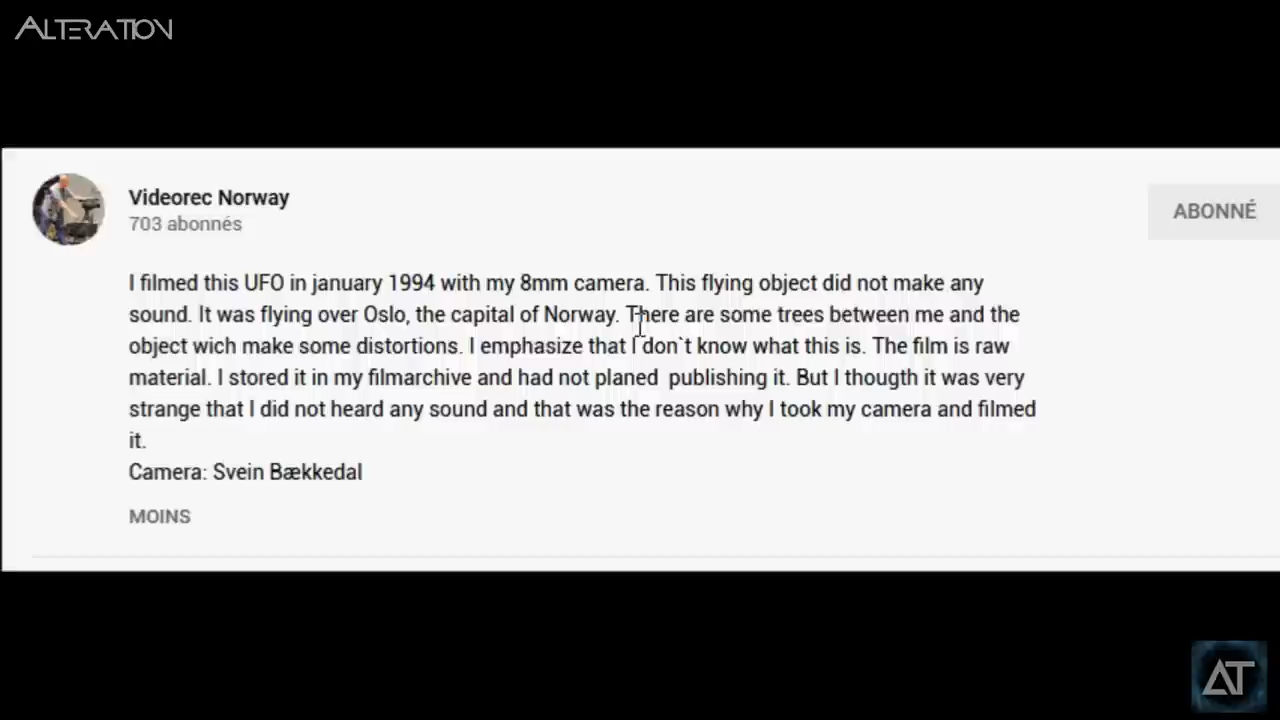 ALTERATION
Videorec Norway
703 abonnés
ABONNÉ
I filmed this UFO in january 1994 with my 8mm camera. This flying object did not make any
sound. It was flying over Oslo, the capital of Norway. There are some trees between me and the
object wich make some distortions. I emphasize that I don`t know what this is. The film is raw
material. I stored it in my filmarchive and had not planed  publishing it. But I thougth it was very
strange that I did not heard any sound and that was the reason why I took my camera and filmed
it.
Camera: Svein Bækkedal
MOINS
AT